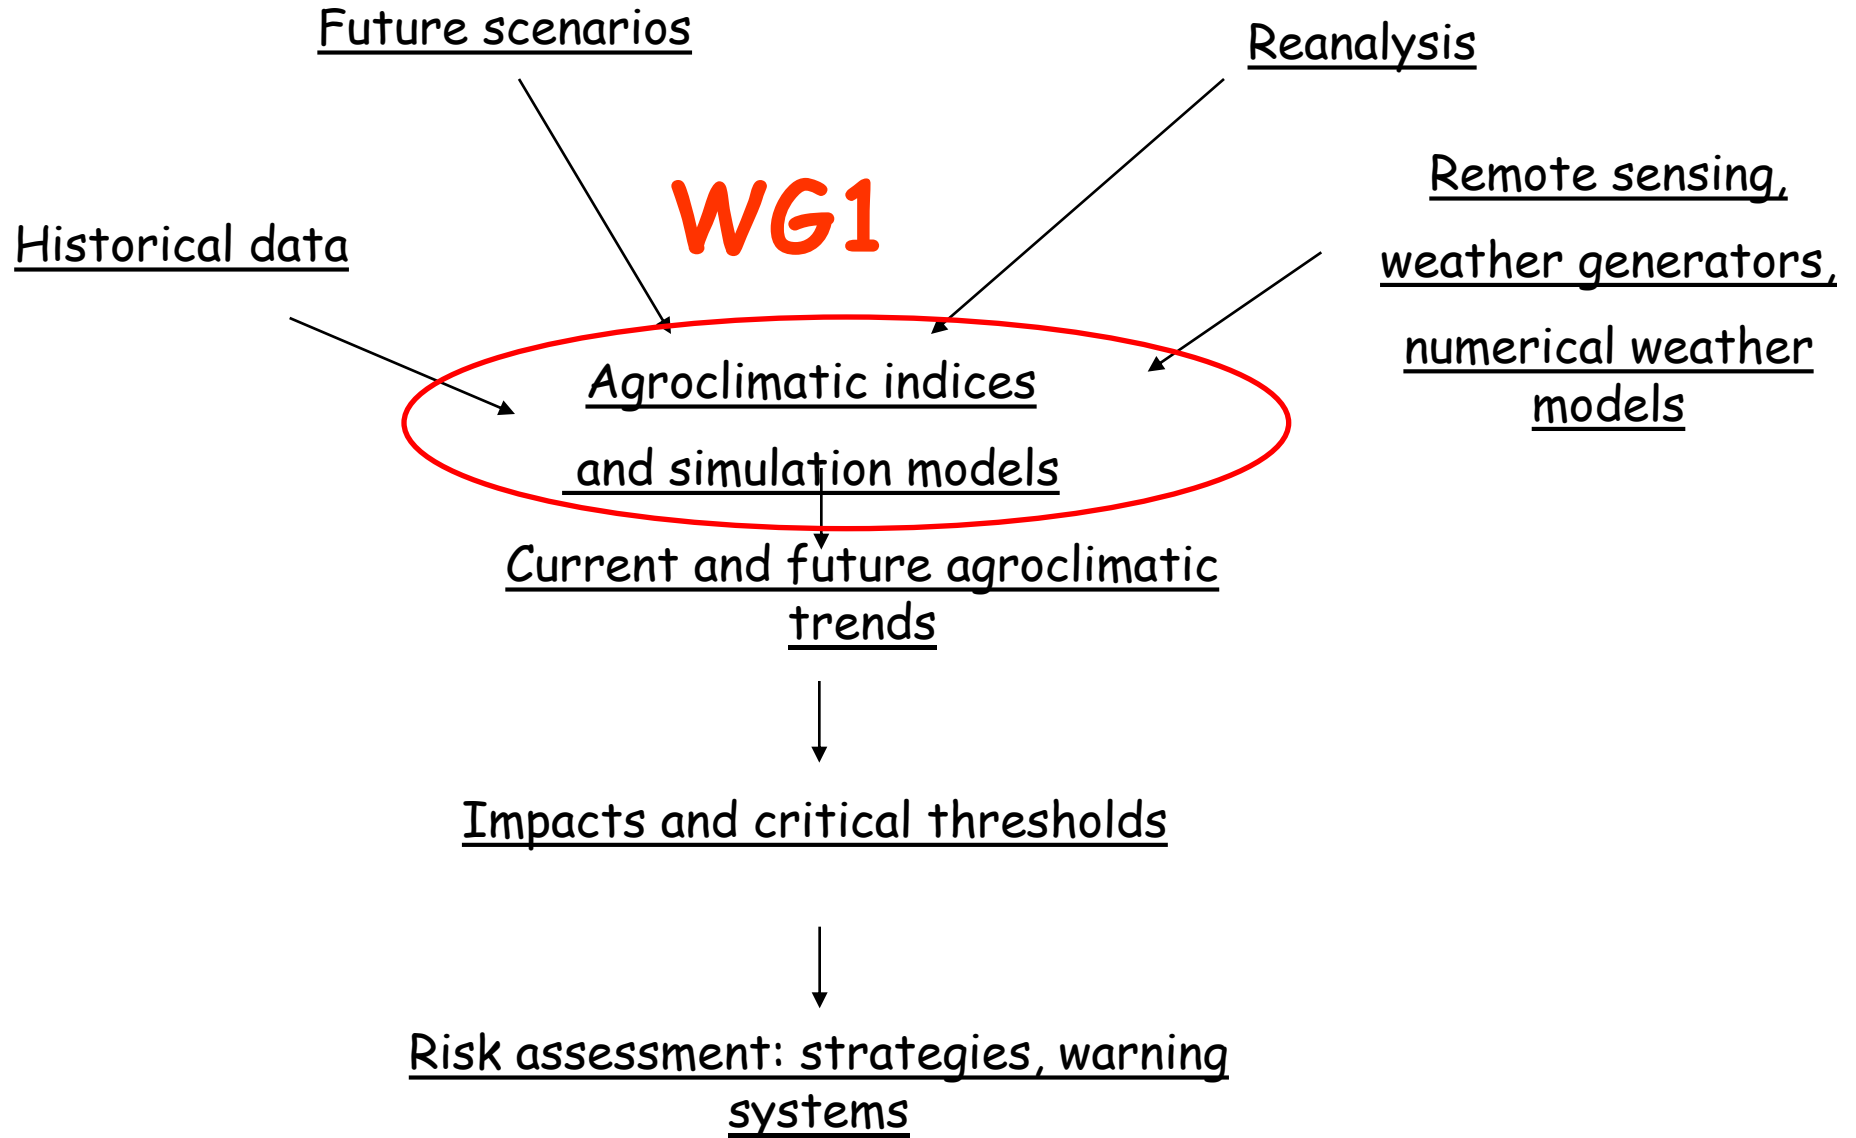 Future scenarios
Reanalysis
WG1
Remote sensing,
weather generators,
numerical weather
models
Historical data
Agroclimatic indices
and simulation models
Current and future agroclimatic
trends
Impacts and critical thresholds
Risk assessment: strategies, warning
systems